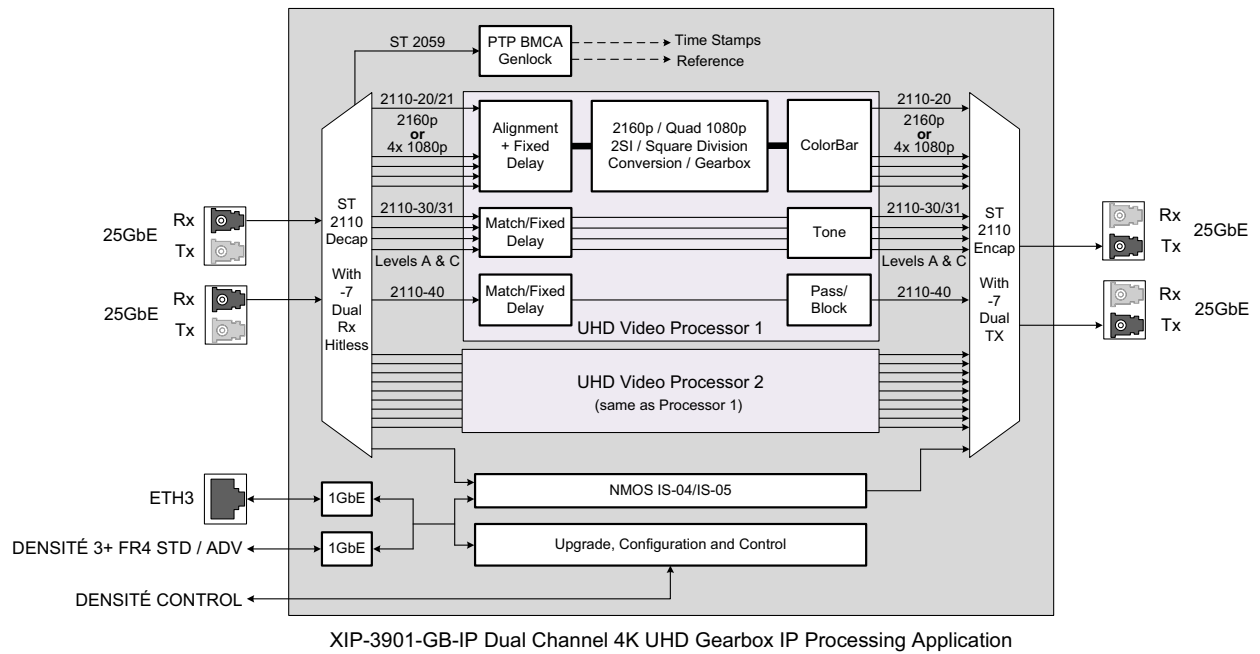 ST 2059
PTP BMCA
Genlock
Time Stamps
Reference
2110-20/21
2160p
or
4x 1080p
Alignment
+ Fixed
Delay
2160p / Quad 1080p
2SI / Square Division
Conversion / Gearbox
ColorBar
2110-20
2160p
or
4x 1080p
25GbE
Rx
Tx
ST
2110
Decap
With
-7
Dual
Rx
Hitless
2110-30/31
Levels A & C
Match/Fixed
Delay
Tone
2110-30/31
Levels A & C
ST
2110
Encap
With
-7
Dual
TX
Rx
Tx
25GbE
25GbE
Rx
Tx
2110-40
Match/Fixed
Delay
Pass/
Block
2110-40
UHD Video Processor 1
Rx
Tx
25GbE
UHD Video Processor 2
(same as Processor 1)
ETH3
1GbE
NMOS IS-04/IS-05
DENSITÉ 3+ FR4 STD / ADV
1GbE
Upgrade, Configuration and Control
DENSITÉ CONTROL
XIP-3901-GB-IP Dual Channel 4K UHD Gearbox IP Processing Application